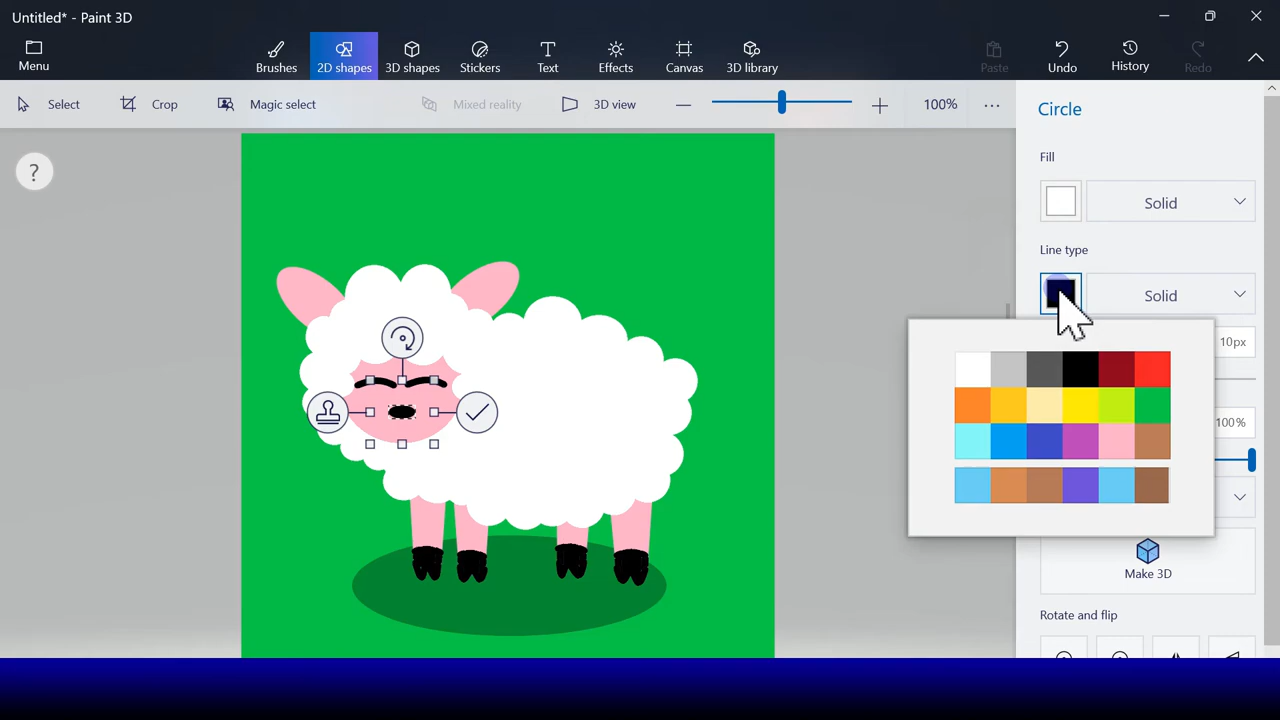 Untitled* - Paint 3D
Menu
Brushes
2D shapes
3D shapes
Stickers
Text
Effects
Canvas
3D library
Paste
Undo
History
Redo
Select
Crop
Magic select
Mixed reality
3D view
100%
?
Circle
Fill
Solid
Line type
Solid
10px
100%
Make 3D
Rotate and flip